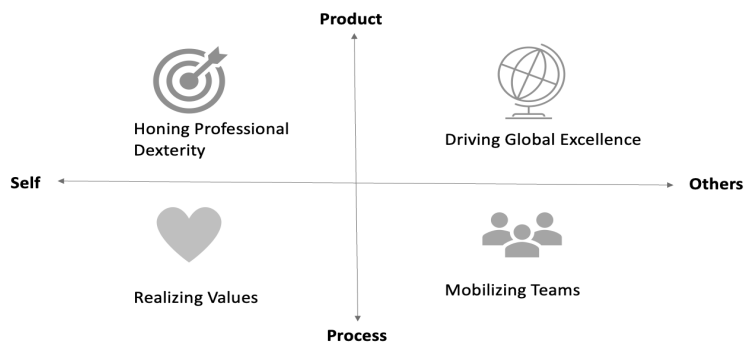 Product
Honing Professional
Dexterity
Driving Global Excellence
Self
Others
Realizing Values
Mobilizing Teams
Process